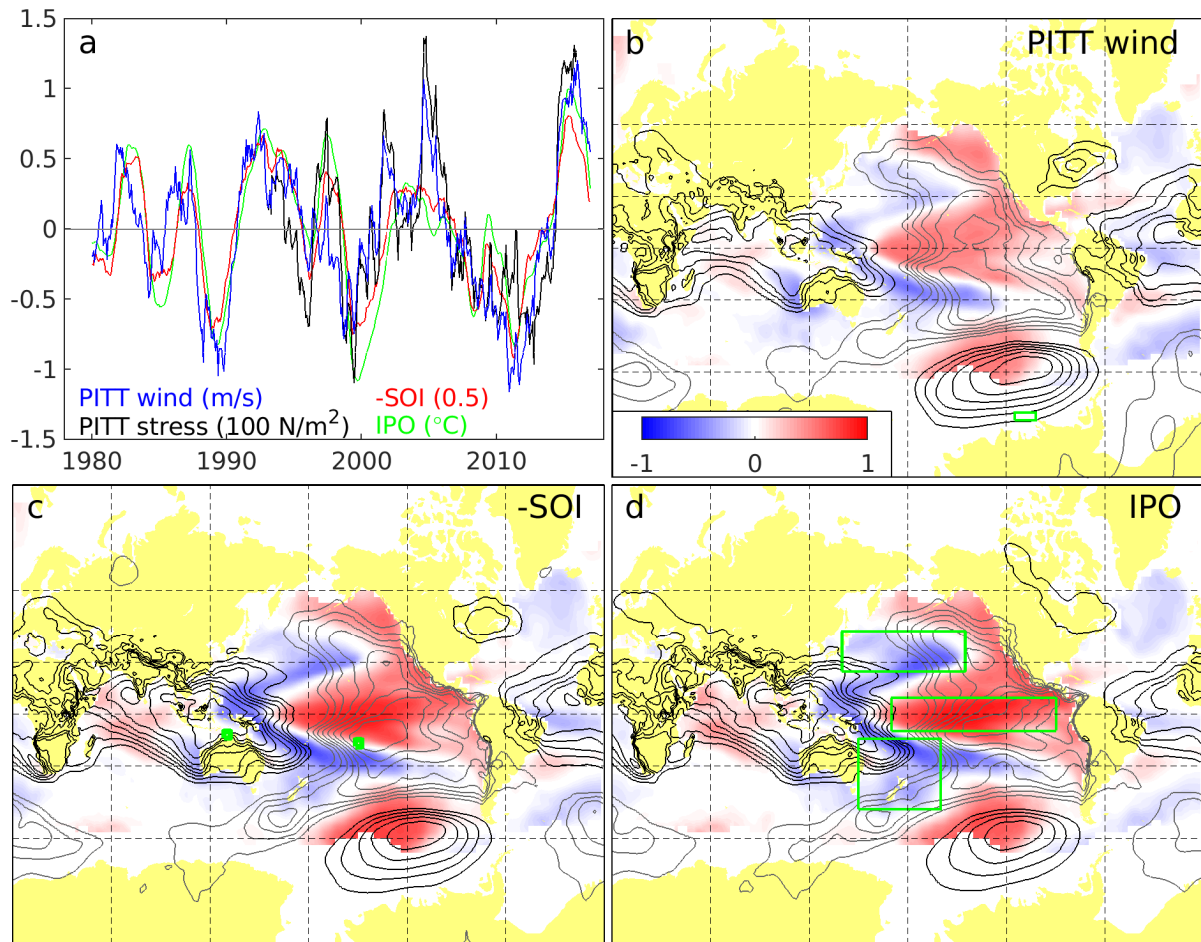 a
1.5
1
0.5
0
-0.5
-1
-1.5
PITT wind (m/s) -SOI (0.5)
PITT stress (100 N/m²) IPO (°C)
1980 1990 2000 2010
b PITT wind
-1 0 1
c -SOI
d IPO